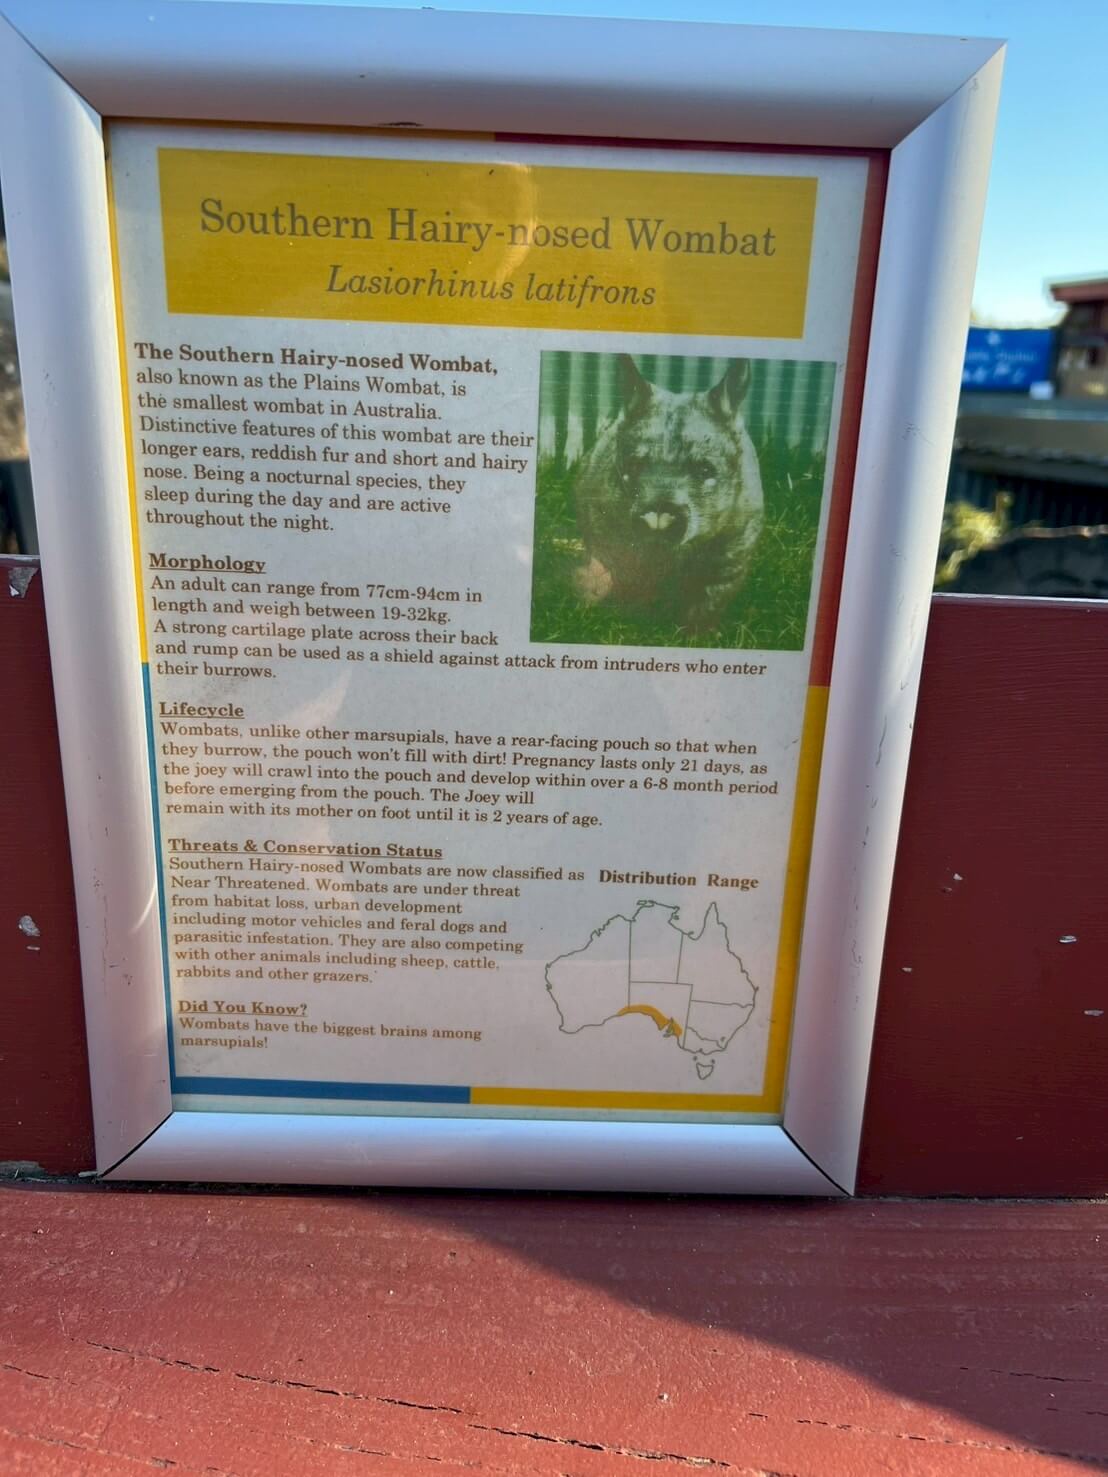 Southern Hairy-nosed Wombat
Lasiorhinus latifrons
The Southern Hairy-nosed Wombat,
also known as the Plains Wombat, is
the smallest wombat in Australia.
Distinctive features of this wombat are their
longer ears, reddish fur and short and hairy
nose. Being a nocturnal species, they
sleep during the day and are active
throughout the night.
Morphology
An adult can range from 77cm-94cm in
length and weigh between 19-32kg.
A strong cartilage plate across their back
and rump can be used as a shield against attack from intruders who enter
their burrows.
Lifecycle
Wombats, unlike other marsupials, have a rear-facing pouch so that when
they burrow, the pouch won't fill with dirt! Pregnancy lasts only 21 days, as
the joey will crawl into the pouch and develop within over a 6-8 month period
before emerging from the pouch. The Joey will
remain with its mother on foot until it is 2 years of age.
Threats & Conservation Status
Southern Hairy-nosed Wombats are now classified as
Near Threatened. Wombats are under threat
from habitat loss, urban development
including motor vehicles and feral dogs and
parasitic infestation. They are also competing
with other animals including sheep, cattle,
rabbits and other grazers.
Distribution Range
Did You Know?
Wombats have the biggest brains among
marsupials!